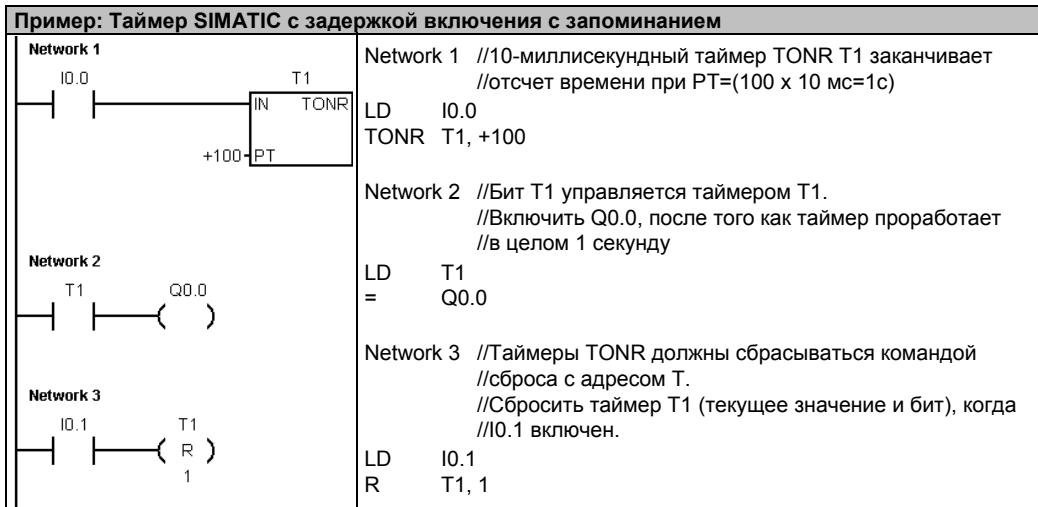 Пример: Таймер SIMATIC с задержкой включения с запоминанием
Network 1
I0.0
T1
IN TONR
+100 PT
Network 2
T1 Q0.0
Network 3
I0.1 T1
R
1
Network 1 //10-миллисекундный таймер TONR T1 заканчивает
//отсчет времени при PT=(100 x 10 мс=1с)
LD I0.0
TONR T1, +100
Network 2 //Бит T1 управляется таймером T1.
//Включить Q0.0, после того как таймер проработает
//в целом 1 секунду
LD T1
= Q0.0
Network 3 //Таймеры TONR должны сбрасываться командой
//сброса с адресом T.
//Сбросить таймер T1 (текущее значение и бит), когда
//I0.1 включен.
LD I0.1
R T1, 1